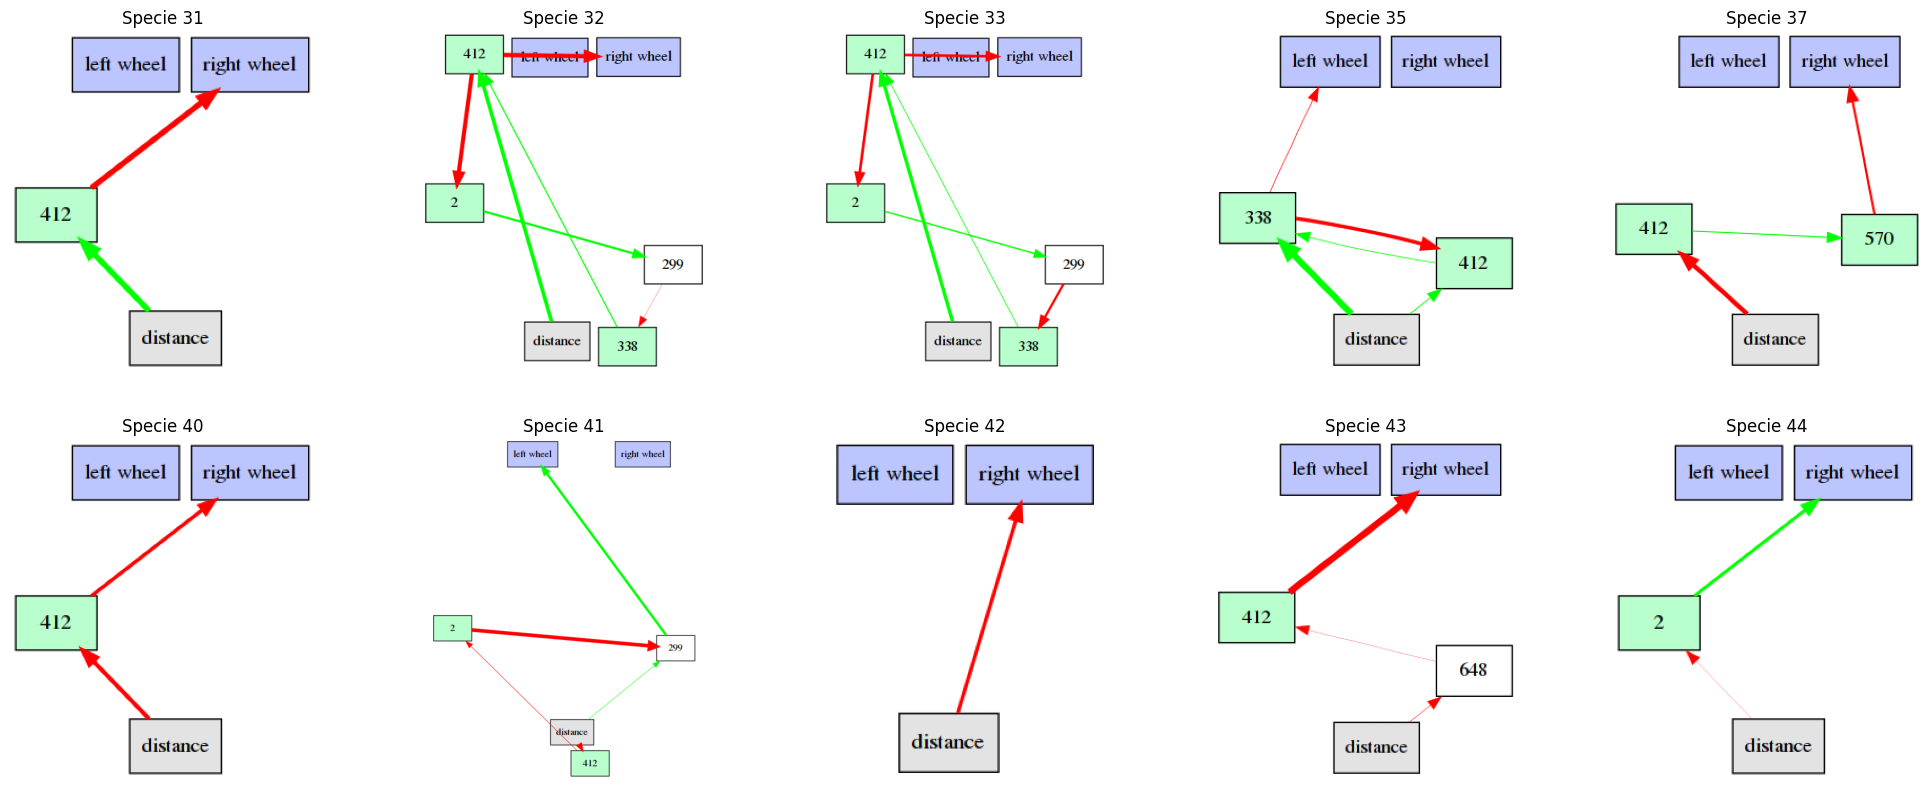 Specie 31
left wheel
right wheel
412
distance
Specie 32
412
left wheel
right wheel
2
299
distance
338
Specie 33
412
left wheel
right wheel
2
299
distance
338
Specie 35
left wheel
right wheel
338
412
distance
Specie 37
left wheel
right wheel
412
570
distance
Specie 40
left wheel
right wheel
412
distance
Specie 41
left wheel
right wheel
2
299
distance
412
Specie 42
left wheel
right wheel
distance
Specie 43
left wheel
right wheel
412
648
distance
Specie 44
left wheel
right wheel
2
distance